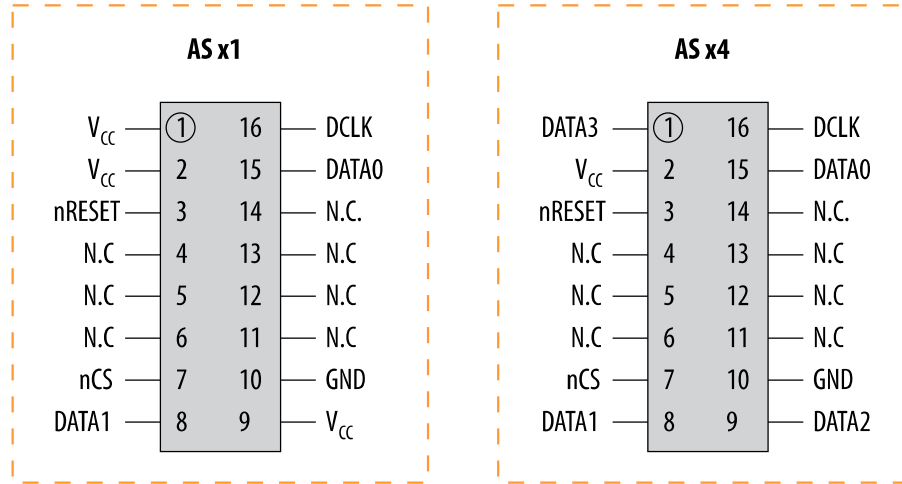 AS x1
VCC 1 16 DCLK
VCC 2 15 DATA0
nRESET 3 14 N.C.
N.C 4 13 N.C
N.C 5 12 N.C
N.C 6 11 N.C
nCS 7 10 GND
DATA1 8 9 VCC
AS x4
DATA3 1 16 DCLK
VCC 2 15 DATA0
nRESET 3 14 N.C.
N.C 4 13 N.C
N.C 5 12 N.C
N.C 6 11 N.C
nCS 7 10 GND
DATA1 8 9 DATA2